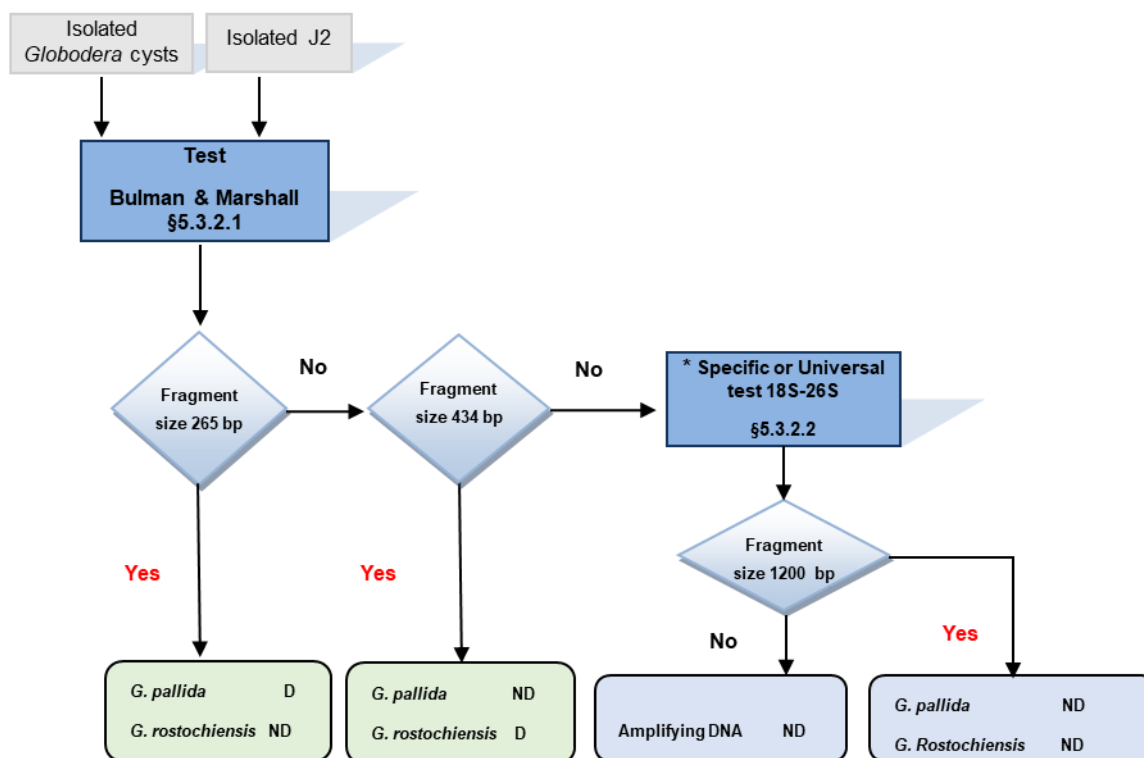 Isolated
Globodera cysts
Isolated J2
Test
Bulman & Marshall
§5.3.2.1
No
No
Fragment
size 265 bp
Fragment
size 434 bp
* Specific or Universal
test 18S-26S
§5.3.2.2
Fragment
size 1200 bp
Yes
Yes
No
Yes
G. pallida D
G. rostochiensis ND
G. pallida ND
G. rostochiensis D
Amplifying DNA ND
G. pallida ND
G. Rostochiensis ND